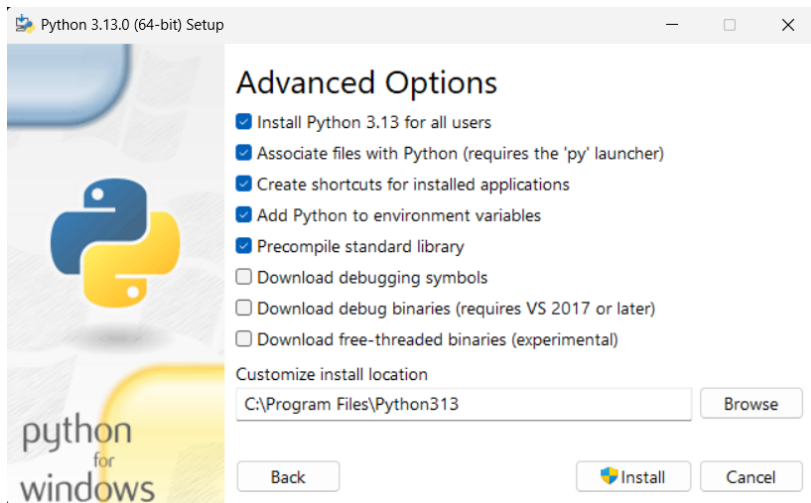 Python 3.13.0 (64-bit) Setup
Advanced Options
Install Python 3.13 for all users
Associate files with Python (requires the 'py' launcher)
Create shortcuts for installed applications
Add Python to environment variables
Precompile standard library
Download debugging symbols
Download debug binaries (requires VS 2017 or later)
Download free-threaded binaries (experimental)
Customize install location
C:\Program Files\Python313
Browse
python
for
windows
Back
Install
Cancel